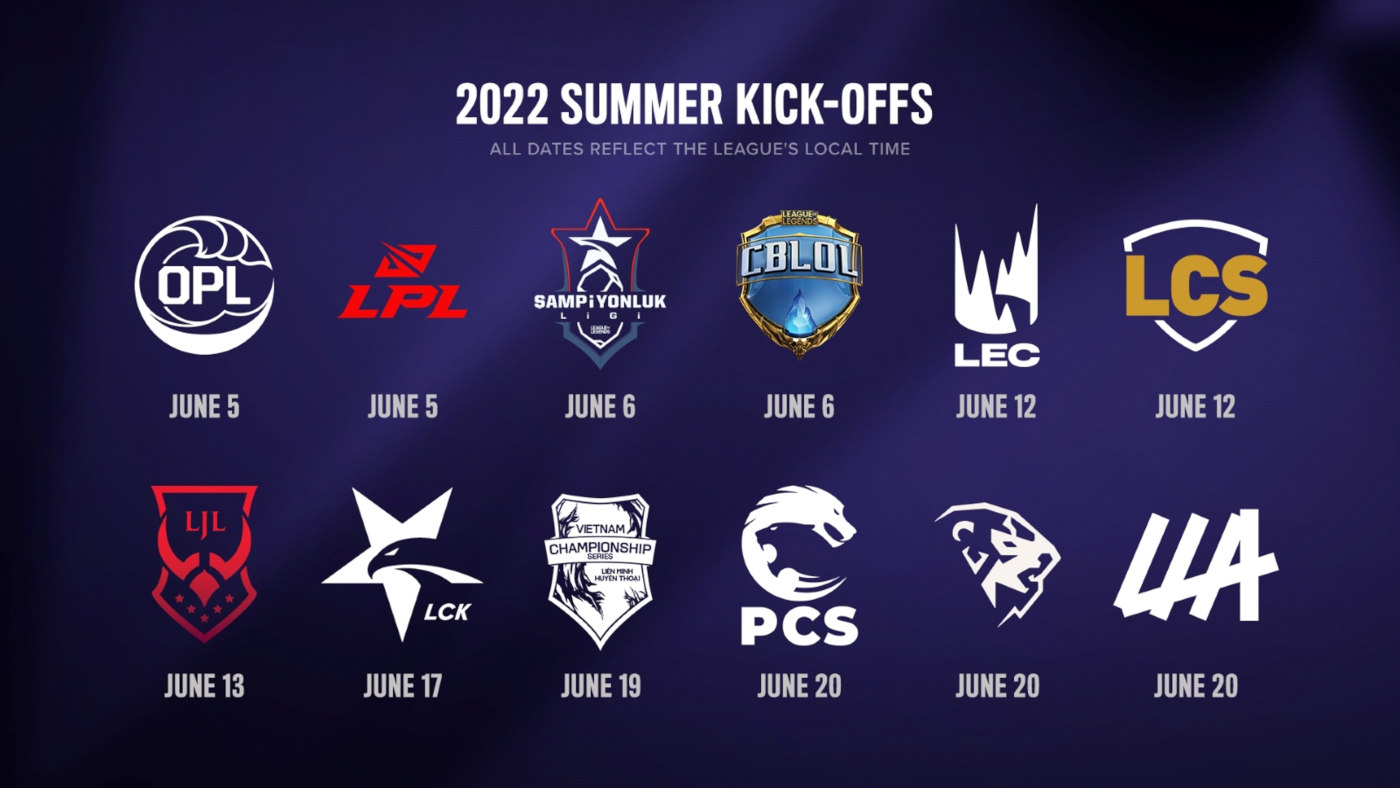 2022 SUMMER KICK-OFFS
ALL DATES REFLECT THE LEAGUE'S LOCAL TIME
OPL
LPL
ŞAMPİYONLUK
LİGİ
LEAGUE OF
LEGENDS
LEAGUE OF
LEGENDS
CBLOL
LEC
LCS
JUNE 5
JUNE 5
JUNE 6
JUNE 6
JUNE 12
JUNE 12
LJL
LCK
VIETNAM
CHAMPIONSHIP
SERIES
LIÊN MINH
HUYỀN THOẠI
PCS
LLA
JUNE 13
JUNE 17
JUNE 19
JUNE 20
JUNE 20
JUNE 20